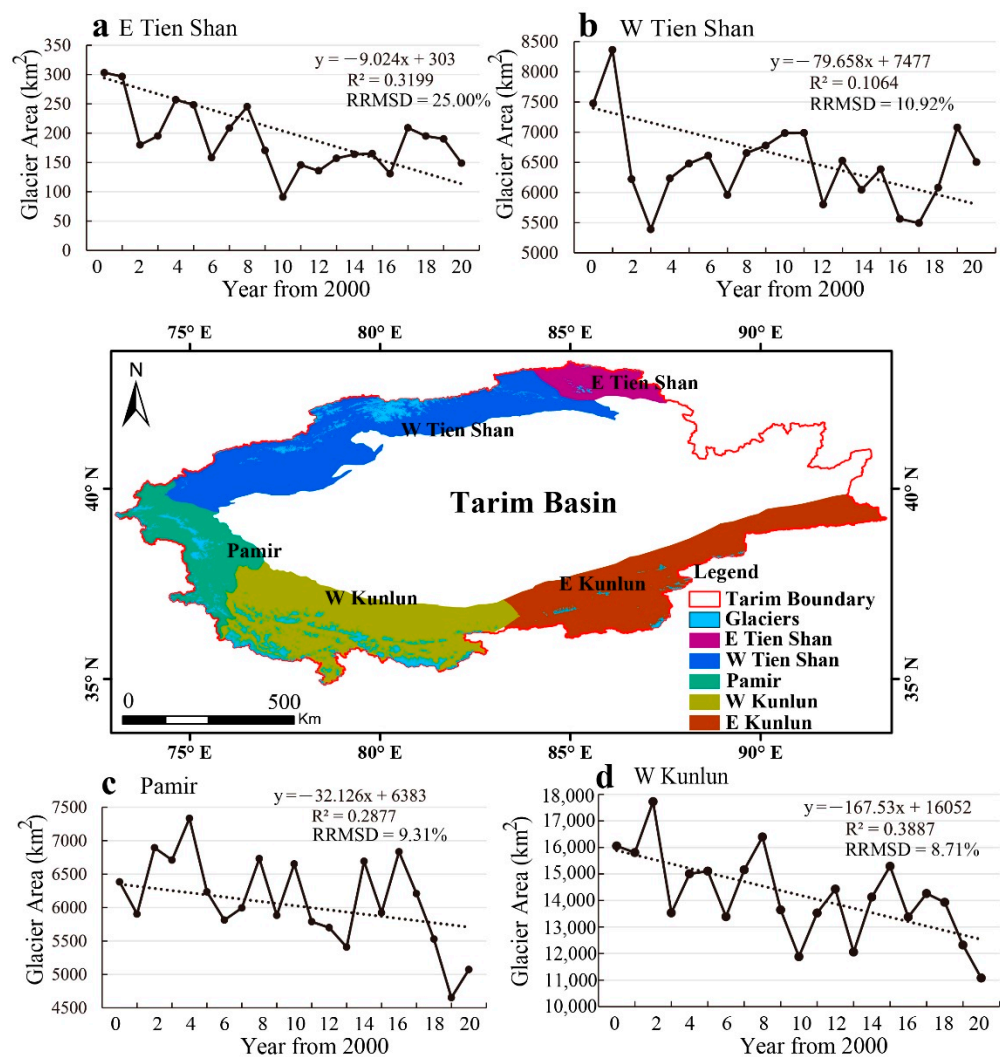 a E Tien Shan
Glacier Area (km²)
350
300
250
200
150
100
50
0
y = −9.024x + 303
R² = 0.3199
RRMSD = 25.00%
0 2 4 6 8 10 12 14 16 18 20
Year from 2000
b W Tien Shan
Glacier Area (km²)
8500
8000
7500
7000
6500
6000
5500
5000
y = −79.658x + 7477
R² = 0.1064
RRMSD = 10.92%
0 2 4 6 8 10 12 14 16 18 20
Year from 2000
75° E 80° E 85° E 90° E
N
E Tien Shan
W Tien Shan
40° N 40° N
Tarim Basin
Pamir
W Kunlun
E Kunlun
35° N 35° N
Legend
Tarim Boundary
Glaciers
E Tien Shan
W Tien Shan
Pamir
W Kunlun
E Kunlun
0 500
Km
75° E 80° E 85° E 90° E
c Pamir
Glacier Area (km²)
7500
7000
6500
6000
5500
5000
4500
y = −32.126x + 6383
R² = 0.2877
RRMSD = 9.31%
0 2 4 6 8 10 12 14 16 18 20
Year from 2000
d W Kunlun
Glacier Area (km²)
18,000
17,000
16,000
15,000
14,000
13,000
12,000
11,000
10,000
y = −167.53x + 16052
R² = 0.3887
RRMSD = 8.71%
0 2 4 6 8 10 12 14 16 18 20
Year from 2000